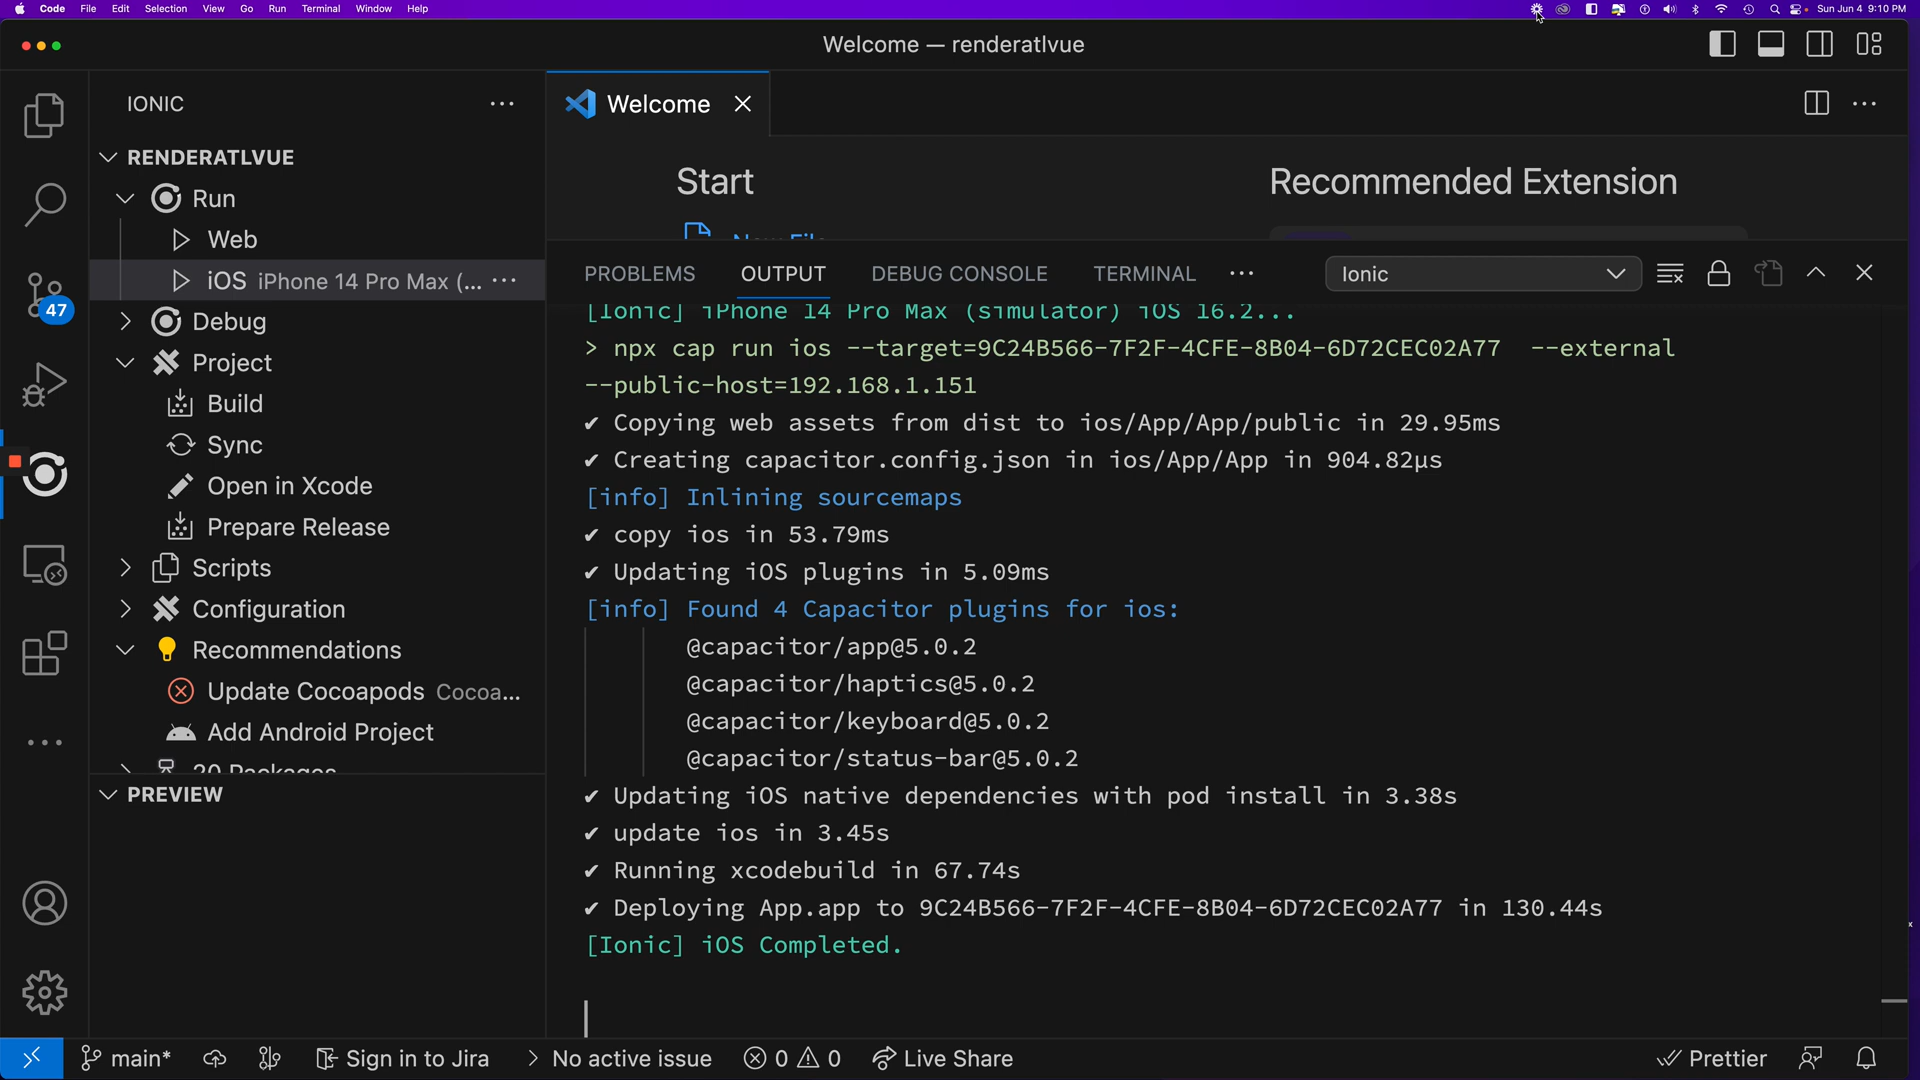 Code File Edit Selection View Go Run Terminal Window Help Sun Jun 4 9:10 PM
Welcome — renderatlvue
IONIC
RENDERATLVUE
Run
Web
iOS iPhone 14 Pro Max (...
Debug
Project
Build
Sync
Open in Xcode
Prepare Release
Scripts
Configuration
Recommendations
Update Cocoapods Cocoa...
Add Android Project
20 Packages
PREVIEW
47
Welcome
Start
Recommended Extension
New File
PROBLEMS OUTPUT DEBUG CONSOLE TERMINAL Ionic
[Ionic] iPhone 14 Pro Max (simulator) iOS 16.2...
> npx cap run ios --target=9C24B566-7F2F-4CFE-8B04-6D72CEC02A77 --external
--public-host=192.168.1.151
✔ Copying web assets from dist to ios/App/App/public in 29.95ms
✔ Creating capacitor.config.json in ios/App/App in 904.82μs
[info] Inlining sourcemaps
✔ copy ios in 53.79ms
✔ Updating iOS plugins in 5.09ms
[info] Found 4 Capacitor plugins for ios:
@capacitor/app@5.0.2
@capacitor/haptics@5.0.2
@capacitor/keyboard@5.0.2
@capacitor/status-bar@5.0.2
✔ Updating iOS native dependencies with pod install in 3.38s
✔ update ios in 3.45s
✔ Running xcodebuild in 67.74s
✔ Deploying App.app to 9C24B566-7F2F-4CFE-8B04-6D72CEC02A77 in 130.44s
[Ionic] iOS Completed.
main* Sign in to Jira No active issue 0 0 Live Share Prettier